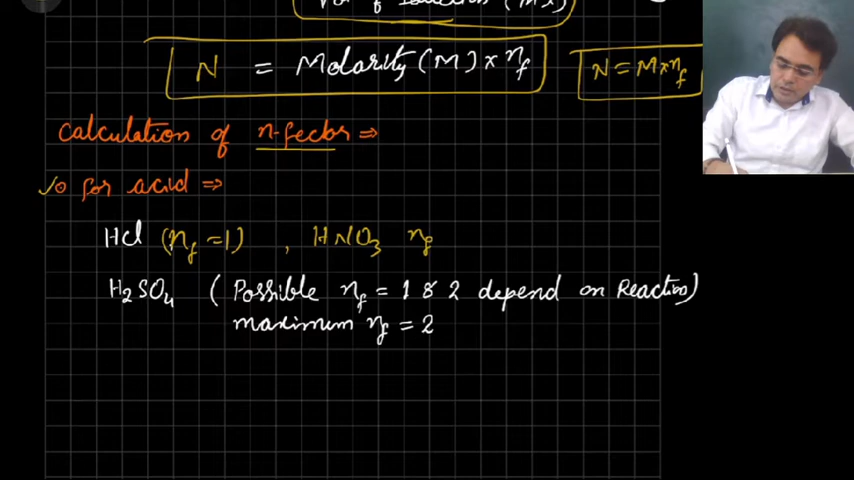 N = Molarity (M) × nf
N = M × nf
Calculation of n-factor ⇒
for acid ⇒
HCl (nf = 1) , HNO3 nf
H2SO4 ( Possible nf = 1 & 2 depend on Reaction)
maximum nf = 2